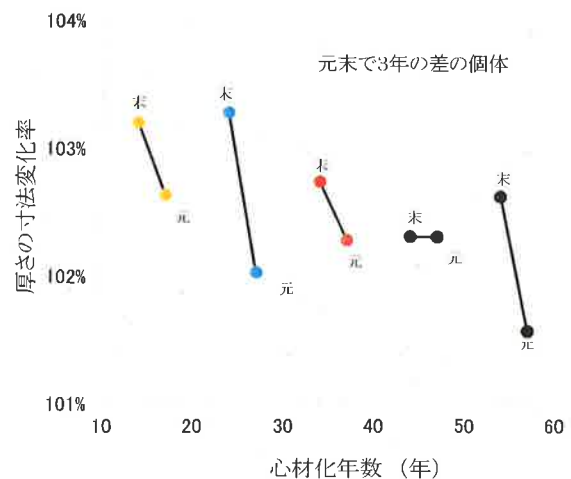 104%
元末で3年の差の個体
末
末
103%
末
元
末
末
厚さの寸法変化率
元
元
102%
元
元
101%
10 20 30 40 50 60
心材化年数 （年）